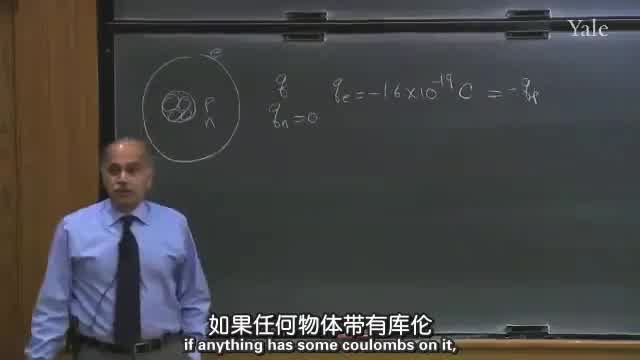 Yale
e
p
n
q
q_n = 0
q_e = -1.6 × 10^-19 C = -q_p
如果任何物体带有库伦
if anything has some coulombs on it,